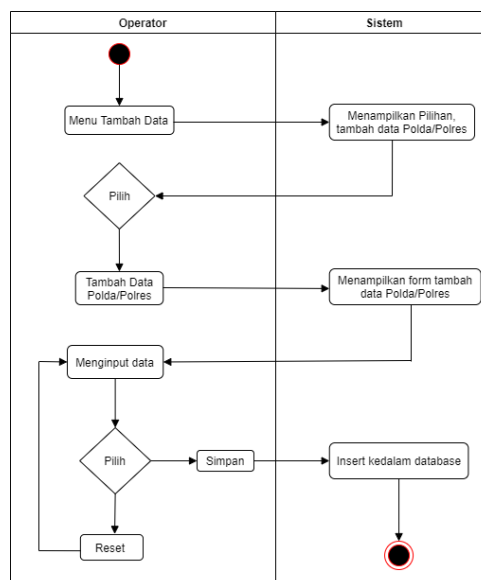 Operator
Sistem
Menu Tambah Data
Menampilkan Pilihan,
tambah data Polda/Polres
Pilih
Tambah Data
Polda/Polres
Menampilkan form tambah
data Polda/Polres
Menginput data
Pilih
Simpan
Insert kedalam database
Reset